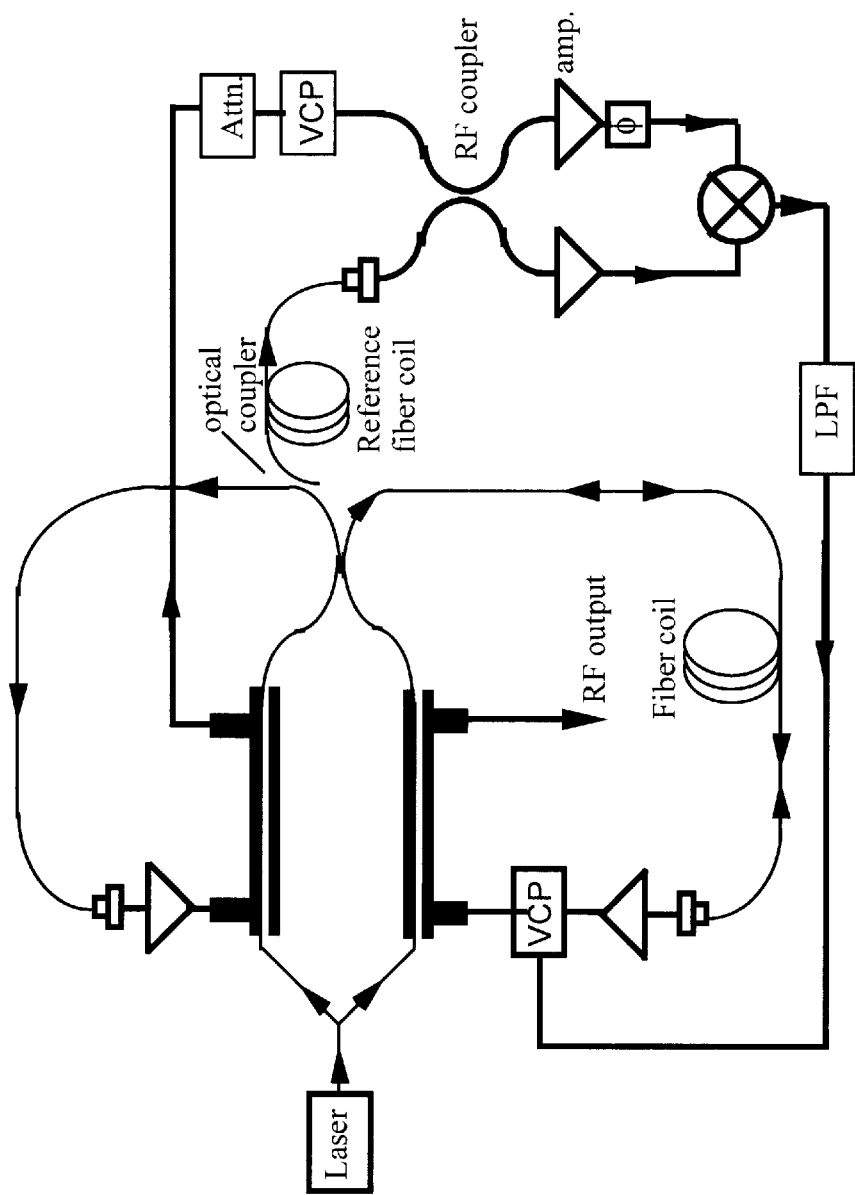 Attn.
VCP
RF coupler
amp.
ϕ
optical
coupler
Reference
fiber coil
LPF
RF output
Fiber coil
VCP
Laser